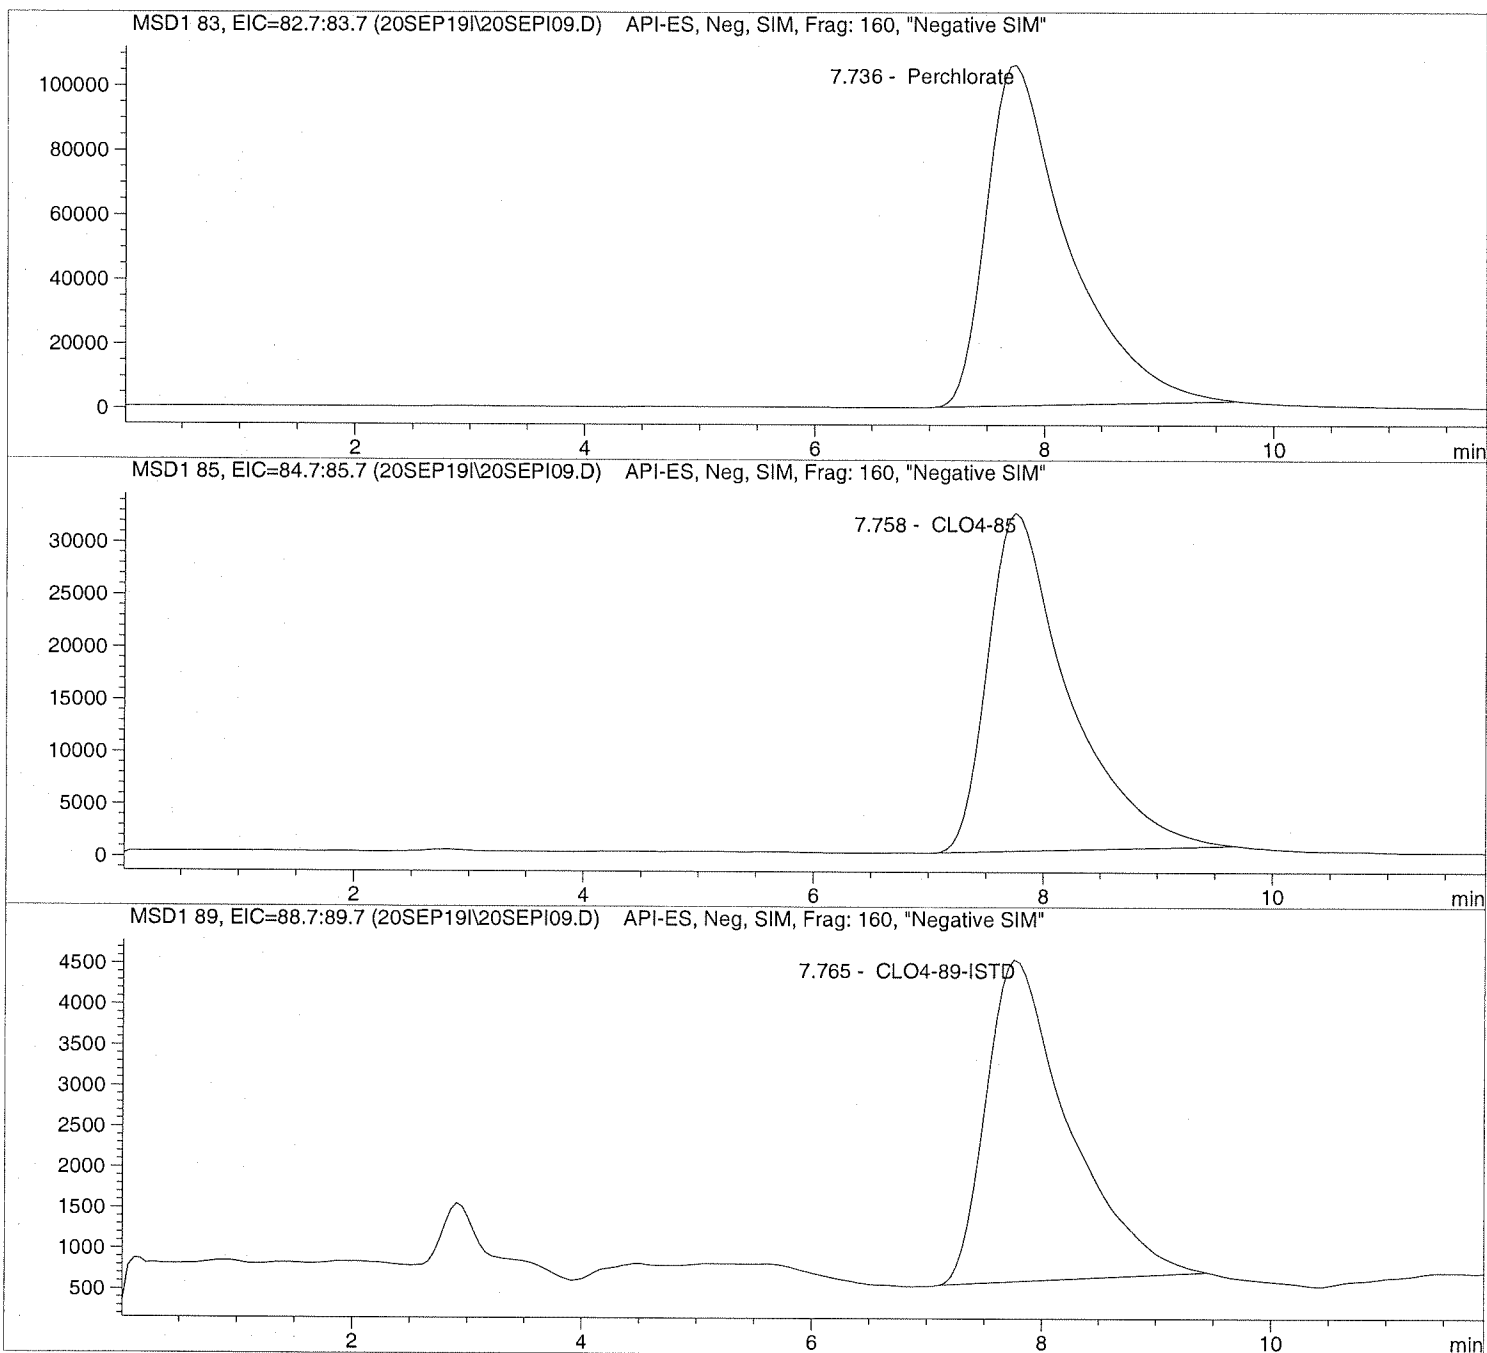 MSD1 83, EIC=82.7:83.7 (20SEP19I\20SEPI09.D) API-ES, Neg, SIM, Frag: 160, "Negative SIM"
7.736 - Perchlorate
100000
80000
60000
40000
20000
0
2 4 6 8 10 min
MSD1 85, EIC=84.7:85.7 (20SEP19I\20SEPI09.D) API-ES, Neg, SIM, Frag: 160, "Negative SIM"
7.758 - CLO4-85
30000
25000
20000
15000
10000
5000
0
2 4 6 8 10 min
MSD1 89, EIC=88.7:89.7 (20SEP19I\20SEPI09.D) API-ES, Neg, SIM, Frag: 160, "Negative SIM"
7.765 - CLO4-89-ISTD
4500
4000
3500
3000
2500
2000
1500
1000
500
2 4 6 8 10 min